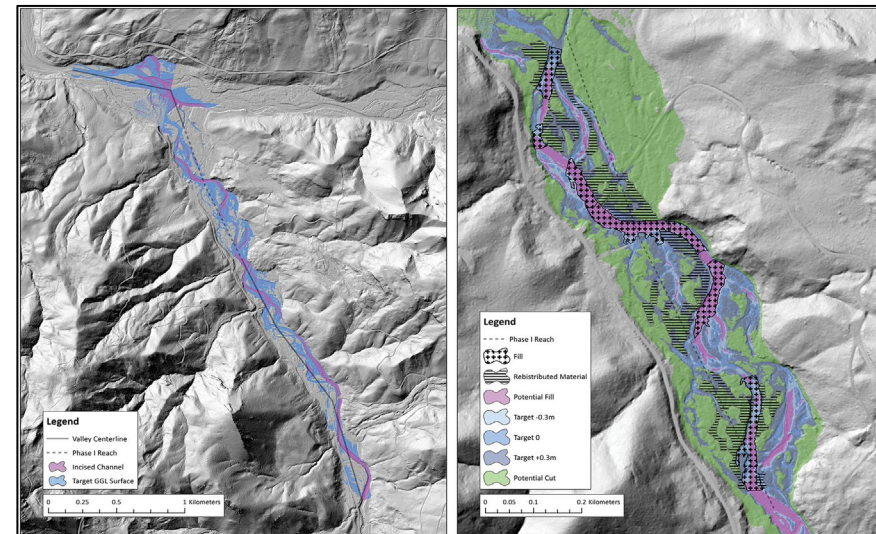 Legend
Valley Centerline
Phase I Reach
Incised Channel
Target GGL Surface
0 0.25 0.5 1 Kilometers
Legend
Phase I Reach
Fill
Rebistributed Material
Potential Fill
Target -0.3m
Target 0
Target +0.3m
Potential Cut
0 0.05 0.1 0.2 Kilometers